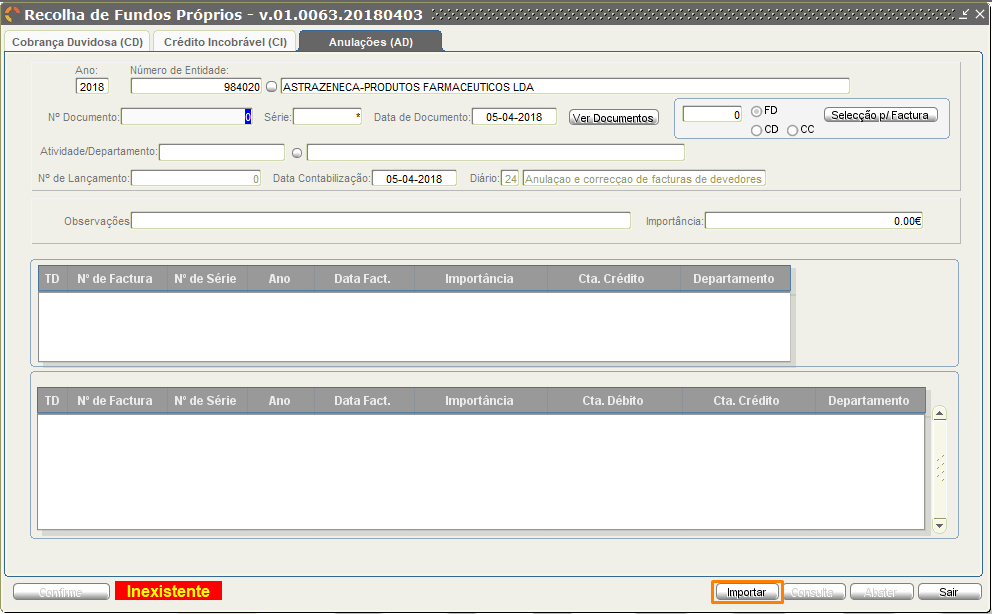 Recolha de Fundos Próprios - v.01.0063.20180403
Cobrança Duvidosa (CD) Crédito Incobrável (CI) Anulações (AD)
Ano: Número de Entidade:
2018 984020 ASTRAZENECA-PRODUTOS FARMACEUTICOS LDA
Nº Documento: 0 Série: * Data de Documento: 05-04-2018 Ver Documentos 0 FD Selecção p/ Factura
CD CC
Atividade/Departamento:
Nº de Lançamento: 0 Data Contabilização: 05-04-2018 Diário: 24 Anulaçao e correcçao de facturas de devedores
Observações Importância: 0.00€
TD Nº de Factura Nº de Série Ano Data Fact. Importância Cta. Crédito Departamento
TD Nº de Factura Nº de Série Ano Data Fact. Importância Cta. Débito Cta. Crédito Departamento
Confirme Inexistente Importar Consulta Abater Sair